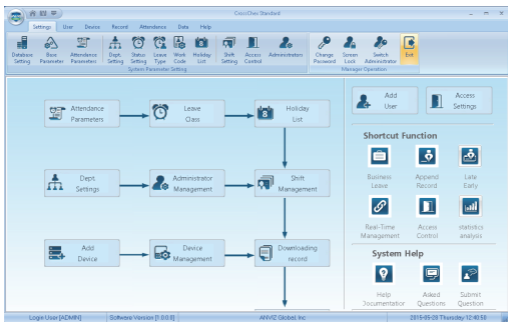 CrossChex Standard
Settings User Device Record Attendance Data Help
Database Setting
Basic Parameter
Attendance Parameters
Dept. Setting
Status Setting
Leave Type
Work Code
Holiday List
Shift Setting
Access Control
Administrators
Change Password
Screen Lock
Switch Administrator
Exit
System Parameter Setting
Manager Operation
Attendance
Parameters
Leave
Class
Holiday
List
Add
User
Access
Settings
Shortcut Function
Business
Leave
Append
Record
Late
Early
Dept.
Settings
Administrator
Management
Shift
Management
Real-Time
Management
Access
Control
statistics
analysis
Add
Device
Device
Management
Downloading
record
System Help
Help
Documentation
Asked
Questions
Submit
Question
Login User [ADMIN]
Software Version [1.0.0.8]
ANVIZ Global, Inc